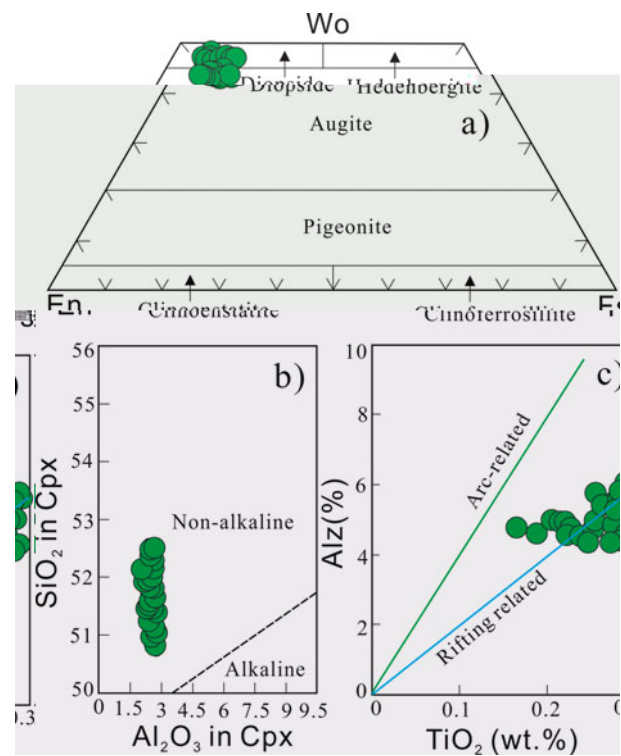 Wo
Diopside Hedenbergite
a)
Augite
Pigeonite
En
Clinoenstatite Clinoferrosilite
b)
56
55
54
53
52
51
50
SiO2 in Cpx
Non-alkaline
Alkaline
0 1.5 3 4.5 6 7.5 9.5
Al2O3 in Cpx
0.3
c)
10
8
6
4
2
0
Alz(%)
Arc-related
Rifting related
0 0.1 0.2
TiO2 (wt.%)